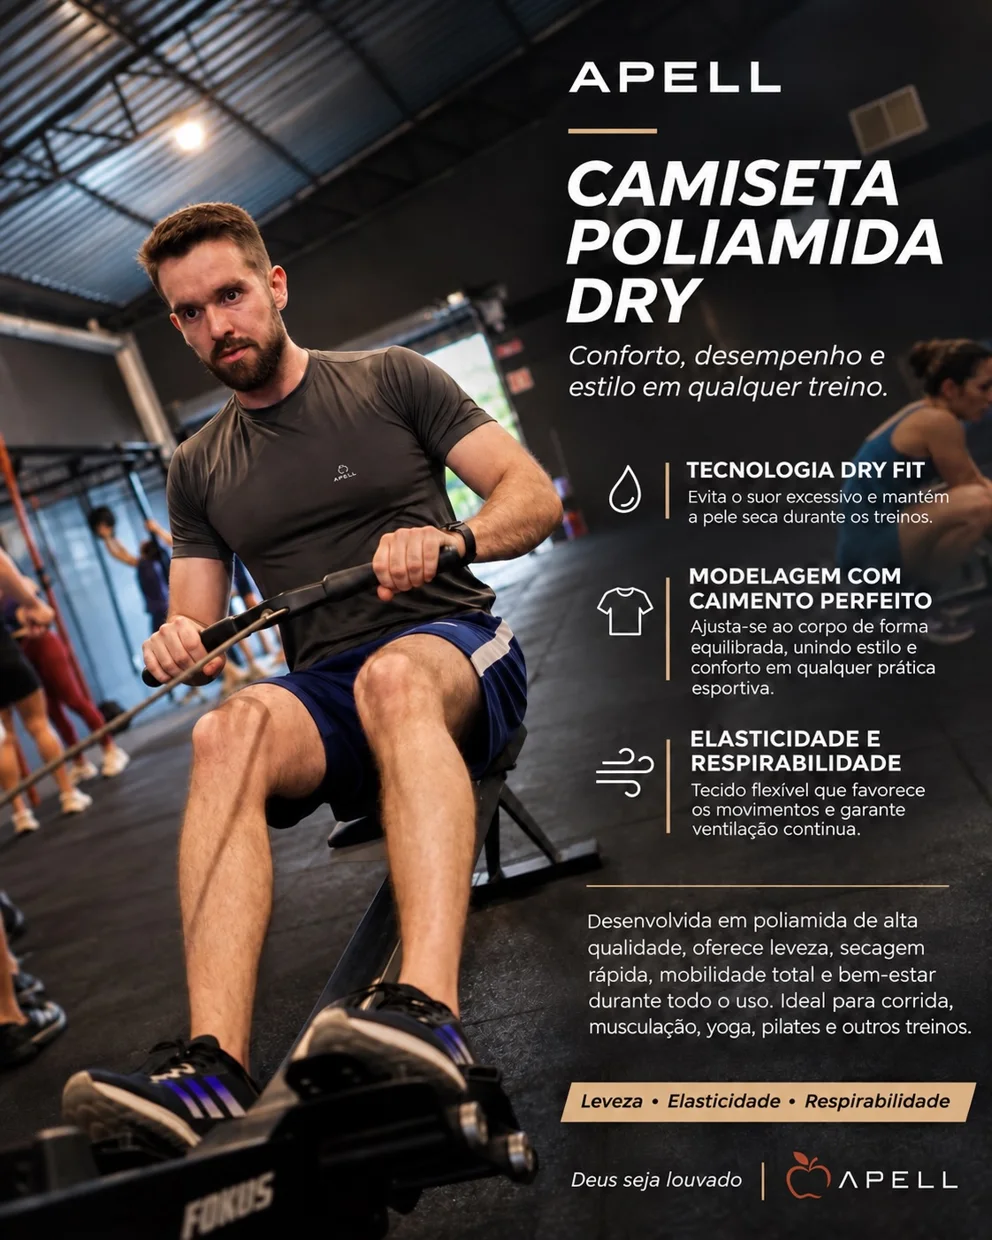 APELL
CAMISETA
POLIAMIDA
DRY
Conforto, desempenho e
estilo em qualquer treino.
TECNOLOGIA DRY FIT
Evita o suor excessivo e mantém
a pele seca durante os treinos.
MODELAGEM COM
CAIMENTO PERFEITO
Ajusta-se ao corpo de forma
equilibrada, unindo estilo e
conforto em qualquer prática
esportiva.
ELASTICIDADE E
RESPIRABILIDADE
Tecido flexível que favorece
os movimentos e garante
ventilação continua.
Desenvolvida em poliamida de alta
qualidade, oferece leveza, secagem
rápida, mobilidade total e bem-estar
durante todo o uso. Ideal para corrida,
musculação, yoga, pilates e outros treinos.
Leveza • Elasticidade • Respirabilidade
Deus seja louvado
APELL
APELL
FOKUS